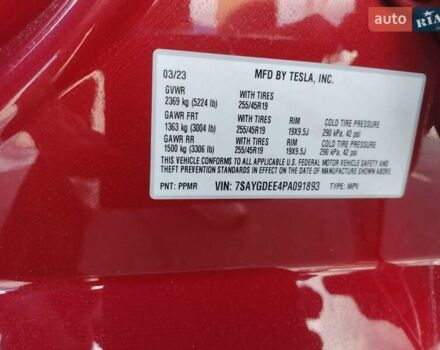 auto RIA
03/23 MFD BY TESLA, INC.
GVWR WITH TIRES
2369 kg (5224 lb) 255/45R19
GAWR FRT WITH TIRES RIM COLD TIRE PRESSURE
1363 kg (3004 lb) 255/45R19 19X9.5J 290 kPa, 42 psi
GAWR RR WITH TIRES RIM COLD TIRE PRESSURE
1500 kg (3306 lb) 255/45R19 19X9.5J 290 kPa, 42 psi
THIS VEHICLE CONFORMS TO ALL APPLICABLE U.S. FEDERAL MOTOR VEHICLE SAFETY
AND THEFT PREVENTION STANDARDS IN EFFECT ON THE DATE OF MANUFACTURE SHOWN ABOVE.
PNT: PPMR VIN: 7SAYGDEE4PA091893 TYPE: MPV